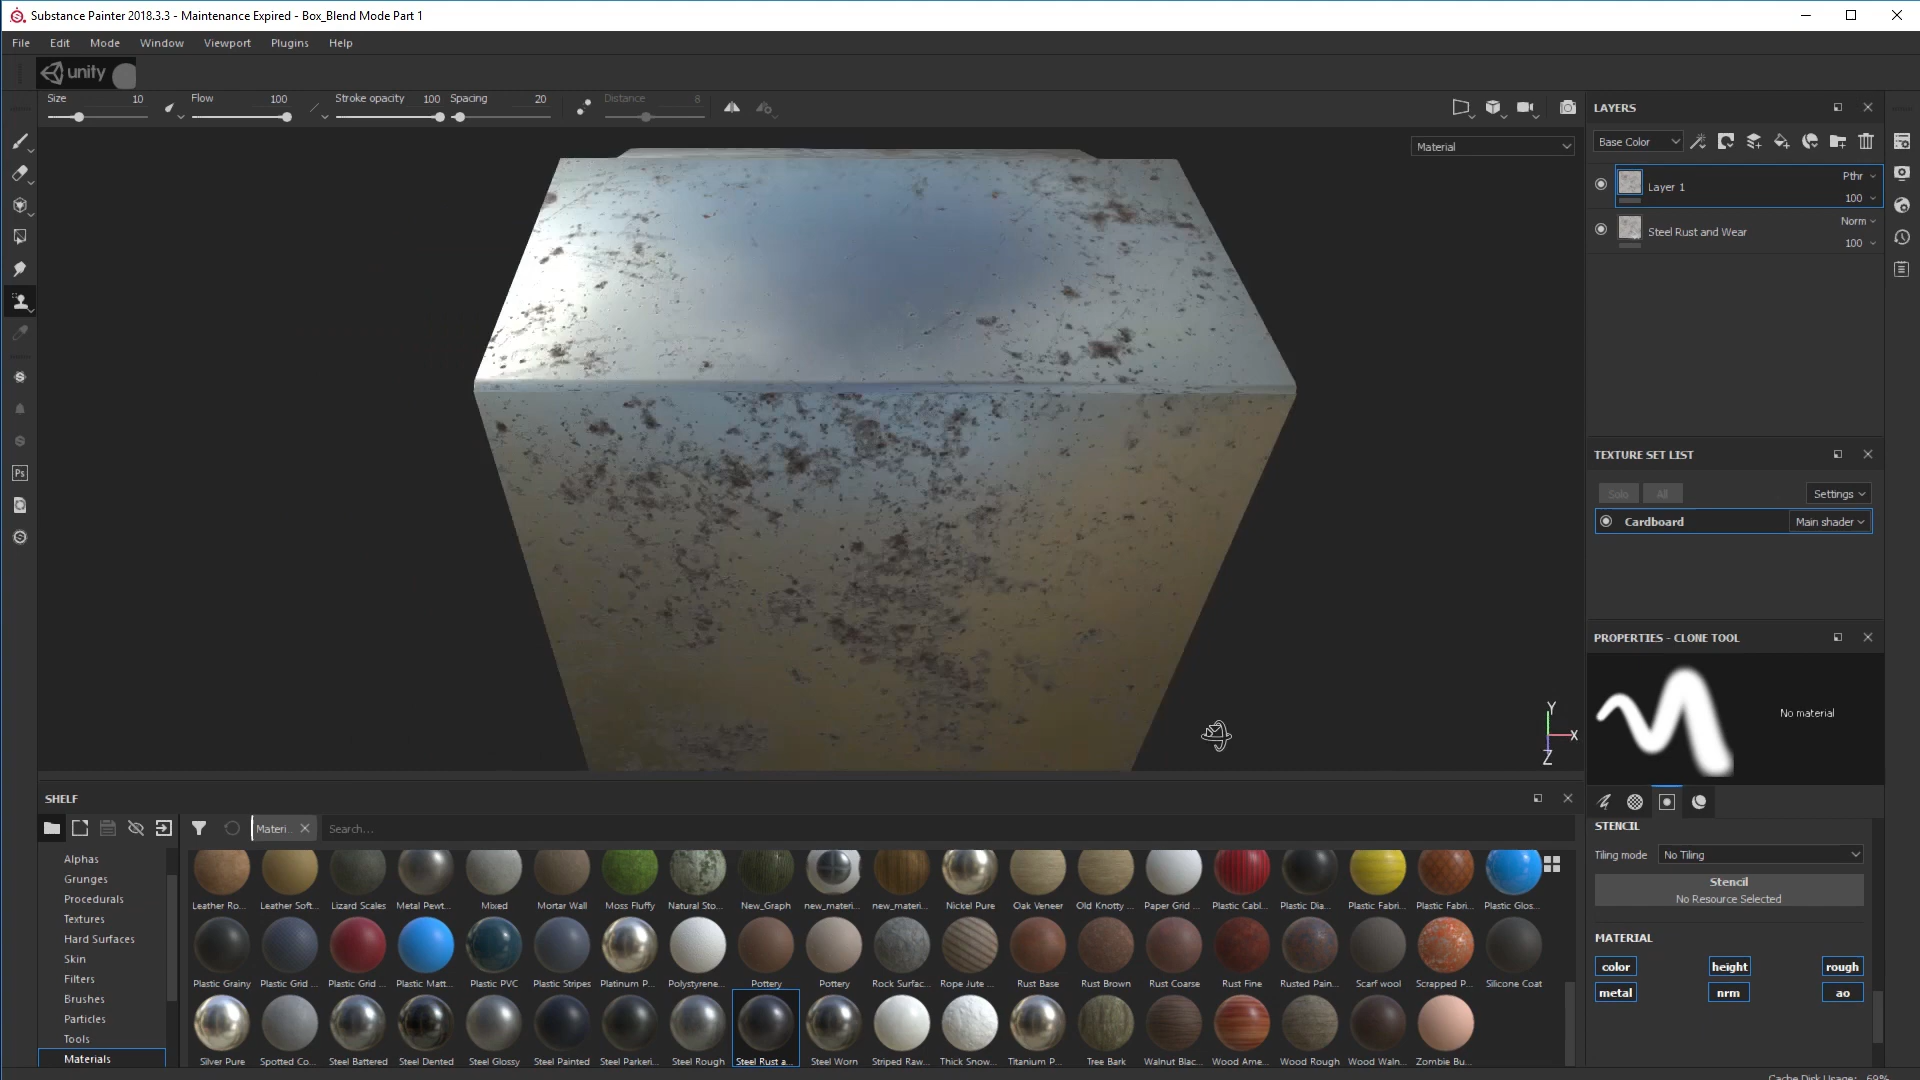 Substance Painter 2018.3.3 - Maintenance Expired - Box_Blend Mode Part 1
File Edit Mode Window Viewport Plugins Help
unity
Size 10 Flow 100 Stroke opacity 100 Spacing 20 Distance 8
Material
LAYERS
Base Color
Layer 1 Pthr 100
Steel Rust and Wear Norm 100
TEXTURE SET LIST
Solo All Settings
Cardboard Main shader
PROPERTIES - CLONE TOOL
No material
Y
X
Z
STENCIL
Tiling mode No Tiling
Stencil
No Resource Selected
MATERIAL
color height rough
metal nrm ao
SHELF
Materi.. Search...
Alphas
Grunges
Procedurals
Textures
Hard Surfaces
Skin
Filters
Brushes
Particles
Tools
Materials
Leather Ro... Leather Soft... Lizard Scales Metal Pewt... Mixed Mortar Wall Moss Fluffy Natural Sto... New_Graph new_materi... new_materi... Nickel Pure Oak Veneer Old Knotty ... Paper Grid ... Plastic Cabl... Plastic Dia... Plastic Fabri... Plastic Fabri... Plastic Glos...
Plastic Grainy Plastic Grid ... Plastic Grid ... Plastic Matt... Plastic PVC Plastic Stripes Platinum P... Polystyrene... Pottery Pottery Rock Surfac... Rope Jute ... Rust Base Rust Brown Rust Coarse Rust Fine Rusted Pain... Scarf wool Scrapped P... Silicone Coat
Silver Pure Spotted Co... Steel Battered Steel Dented Steel Glossy Steel Painted Steel Parkeri... Steel Rough Steel Rust a... Steel Worn Striped Raw... Thick Snow... Titanium P... Tree Bark Walnut Blac... Wood Ame... Wood Rough Wood Waln... Zombie Bu...
Cache Disk Usage: 69%